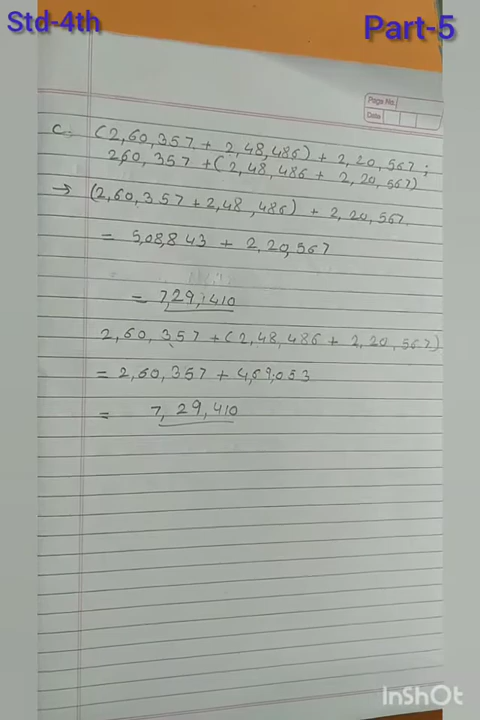 Std-4th
Part-5
Page No.
Date
C. (2,60,357 + 2,48,486) + 2,20,567;
260,357 + (2,48,486 + 2,20,567)
→ (2,60,357 + 2,48,486) + 2,20,567
= 5,08,843 + 2,20,567
= 7,29,410
2,60,357 + (2,48,486 + 2,20,567)
= 2,60,357 + 4,69,053
= 7,29,410
InShOt